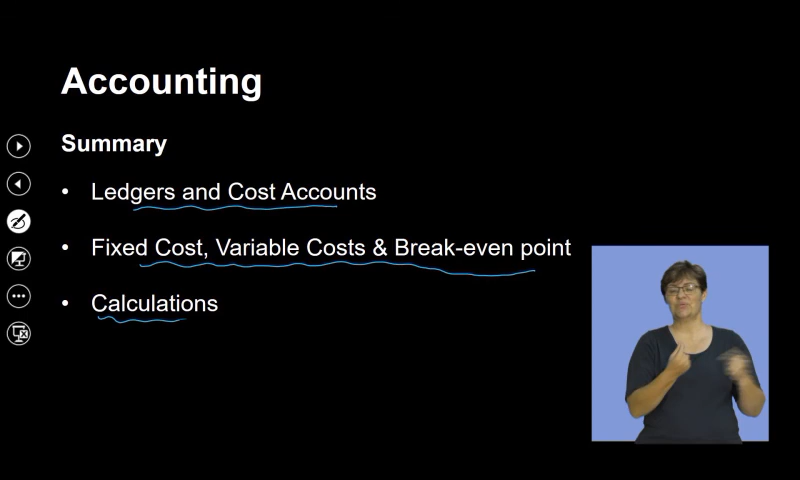 Accounting
Summary
• Ledgers and Cost Accounts
• Fixed Cost, Variable Costs & Break-even point
• Calculations